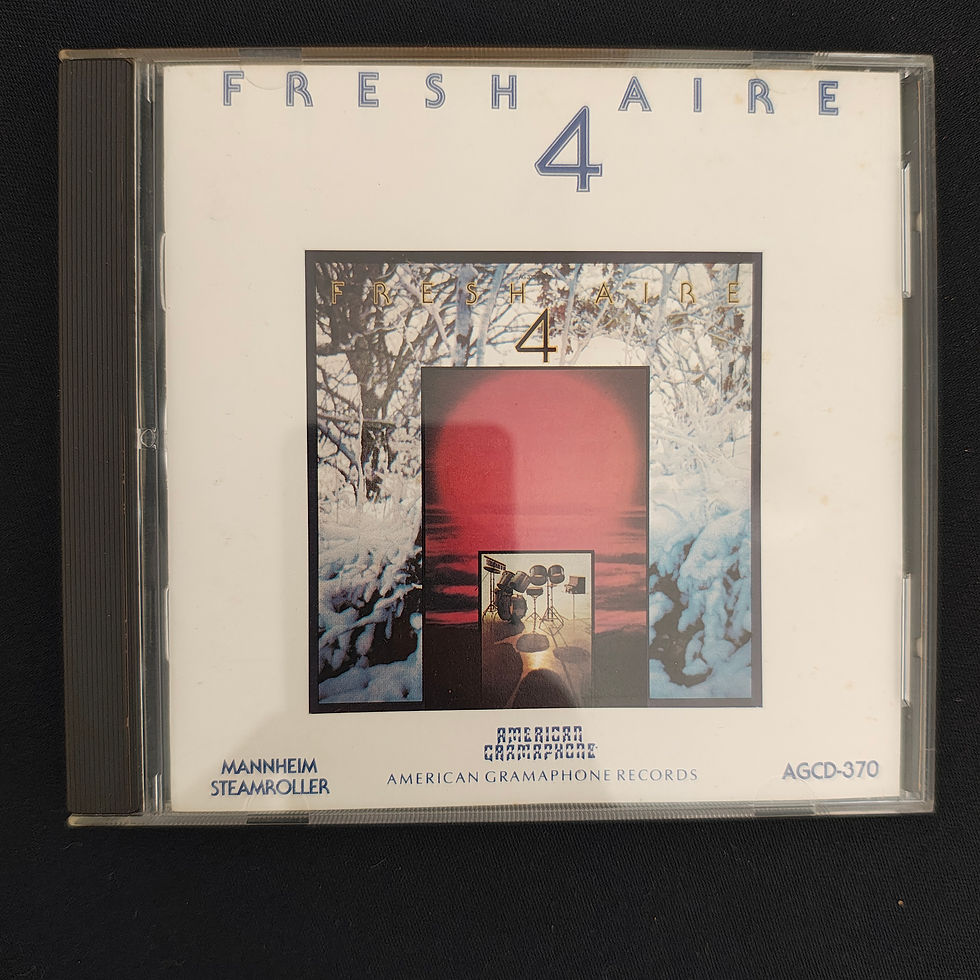 FRESH AIRE
4
FRESH AIRE
4
AMERICAN
GRAMAPHONE
MANNHEIM
STEAMROLLER
AMERICAN GRAMAPHONE RECORDS
AGCD-370